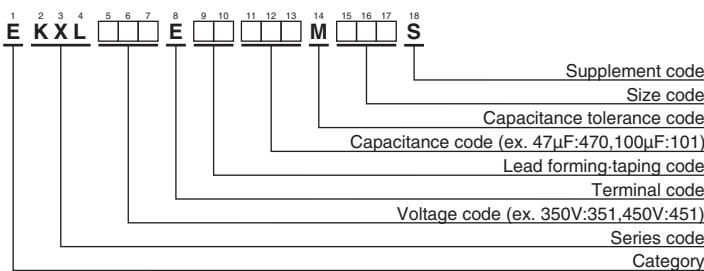 1 2 3 4 5 6 7 8 9 10 11 12 13 14 15 16 17 18
E K X L E M S
Supplement code
Size code
Capacitance tolerance code
Capacitance code (ex. 47µF:470,100µF:101)
Lead forming·taping code
Terminal code
Voltage code (ex. 350V:351,450V:451)
Series code
Category